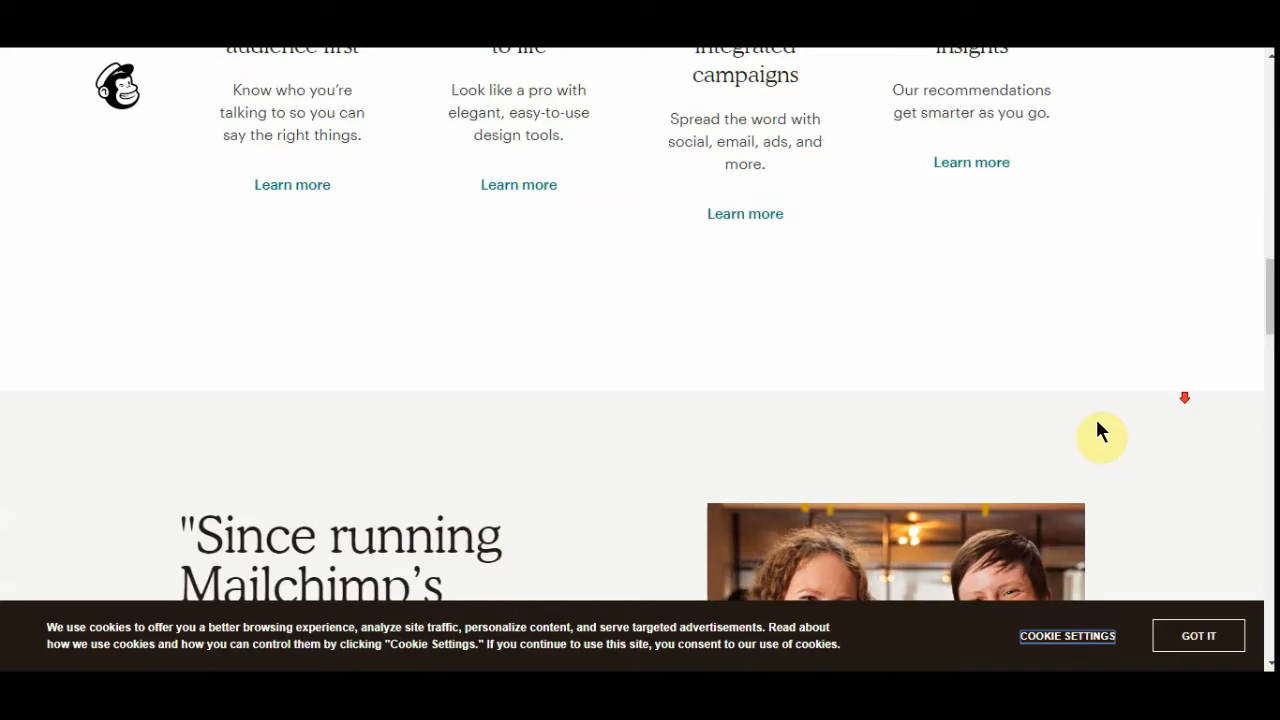 audience first
to life
integrated
campaigns
insights
Know who you're
talking to so you can
say the right things.
Learn more
Look like a pro with
elegant, easy-to-use
design tools.
Learn more
Spread the word with
social, email, ads, and
more.
Learn more
Our recommendations
get smarter as you go.
Learn more
"Since running
Mailchimp's
We use cookies to offer you a better browsing experience, analyze site traffic, personalize content, and serve targeted advertisements. Read about
how we use cookies and how you can control them by clicking "Cookie Settings." If you continue to use this site, you consent to our use of cookies.
COOKIE SETTINGS
GOT IT